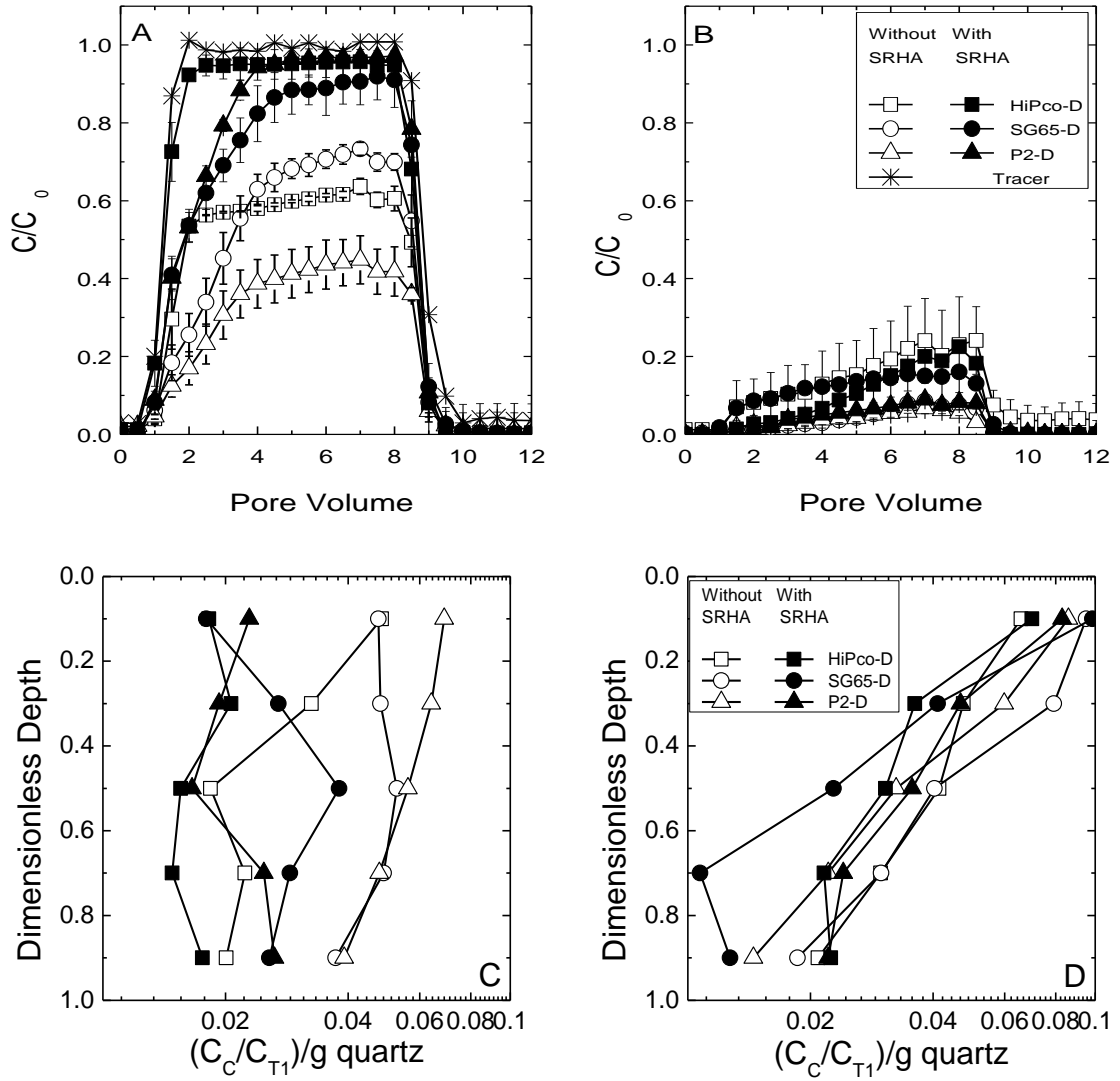 A
1.0
0.8
0.6
0.4
0.2
0.0
C/C0
0 2 4 6 8 10 12
Pore Volume
B
1.0
0.8
0.6
0.4
0.2
0.0
C/C0
0 2 4 6 8 10 12
Pore Volume
Without With
SRHA SRHA
HiPco-D
SG65-D
P2-D
Tracer
0.0
0.2
0.4
0.6
0.8
1.0
Dimensionless Depth
C
0.02 0.04 0.06 0.08 0.1
(CC/CT1)/g quartz
0.0
0.2
0.4
0.6
0.8
1.0
Dimensionless Depth
Without With
SRHA SRHA
HiPco-D
SG65-D
P2-D
D
0.02 0.04 0.06 0.08 0.1
(CC/CT1)/g quartz